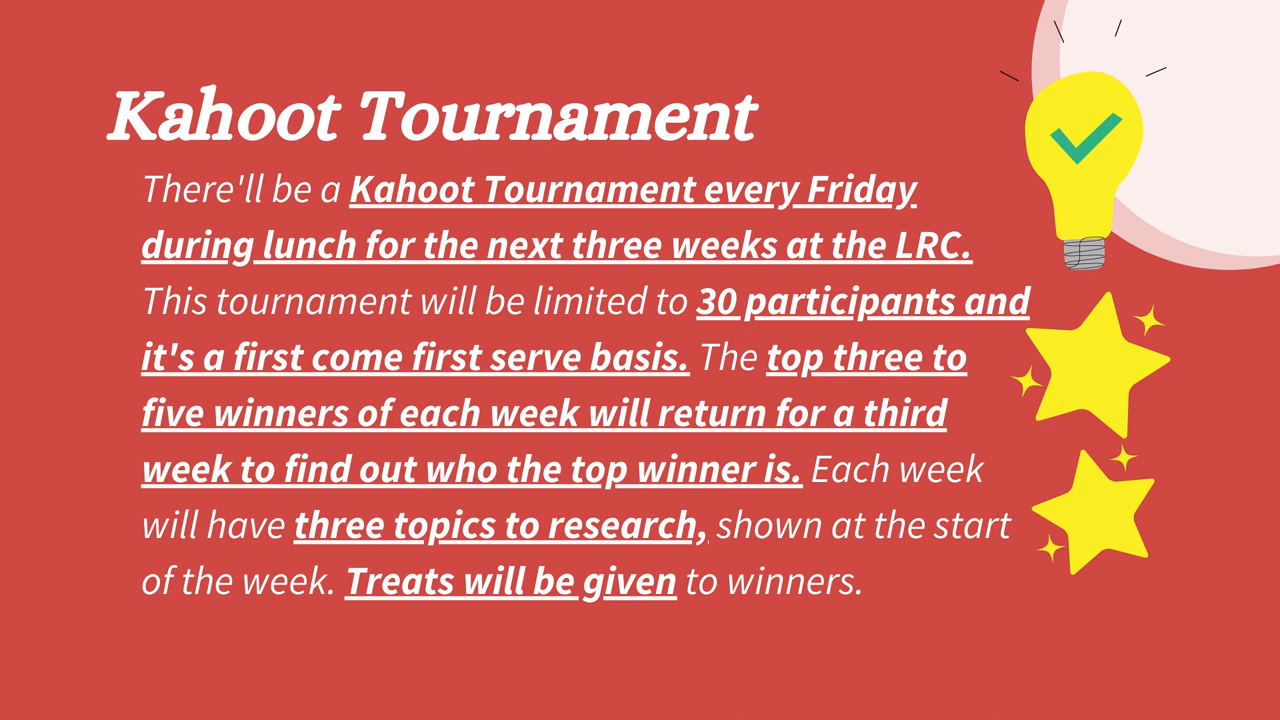 Kahoot Tournament
There'll be a Kahoot Tournament every Friday
during lunch for the next three weeks at the LRC.
This tournament will be limited to 30 participants and
it's a first come first serve basis. The top three to
five winners of each week will return for a third
week to find out who the top winner is. Each week
will have three topics to research, shown at the start
of the week. Treats will be given to winners.